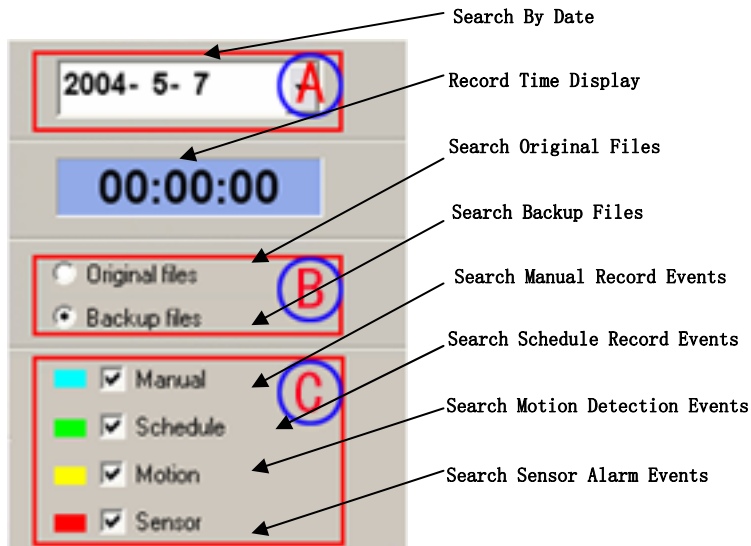 Search By Date
2004- 5- 7
A
Record Time Display
Search Original Files
00:00:00
Search Backup Files
Original files
B
Backup files
Search Manual Record Events
Search Schedule Record Events
Manual
C
Schedule
Search Motion Detection Events
Motion
Search Sensor Alarm Events
Sensor